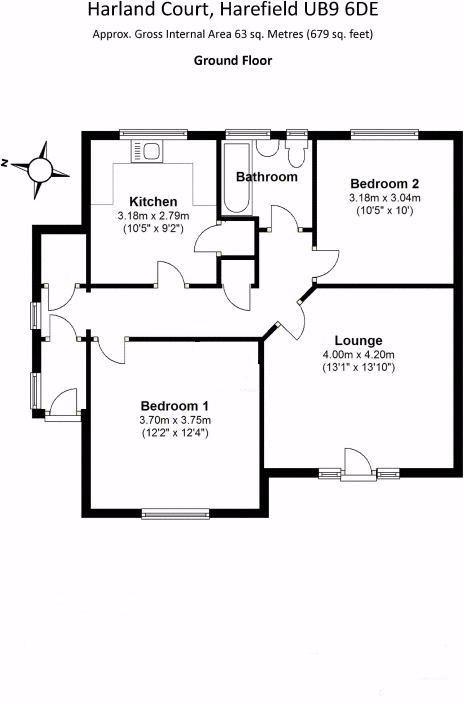 Harland Court, Harefield UB9 6DE
Approx. Gross Internal Area 63 sq. Metres (679 sq. feet)
Ground Floor
N
Kitchen
3.18m x 2.79m
(10'5" x 9'2")
Bathroom
Bedroom 2
3.18m x 3.04m
(10'5" x 10')
Lounge
4.00m x 4.20m
(13'1" x 13'10")
Bedroom 1
3.70m x 3.75m
(12'2" x 12'4")